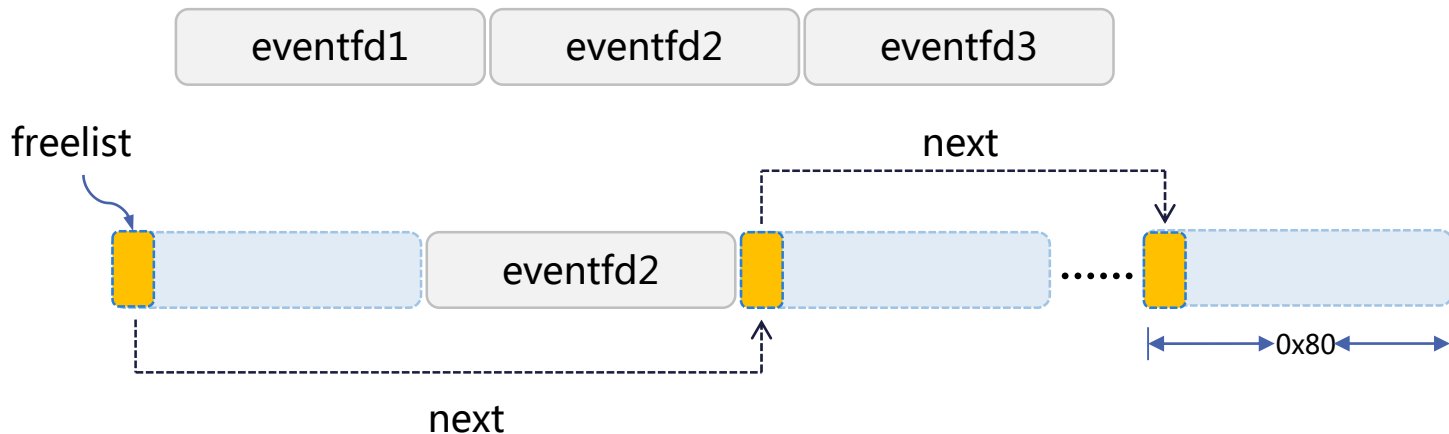 eventfd1 eventfd2 eventfd3
freelist
next
eventfd2
......
0x80
next